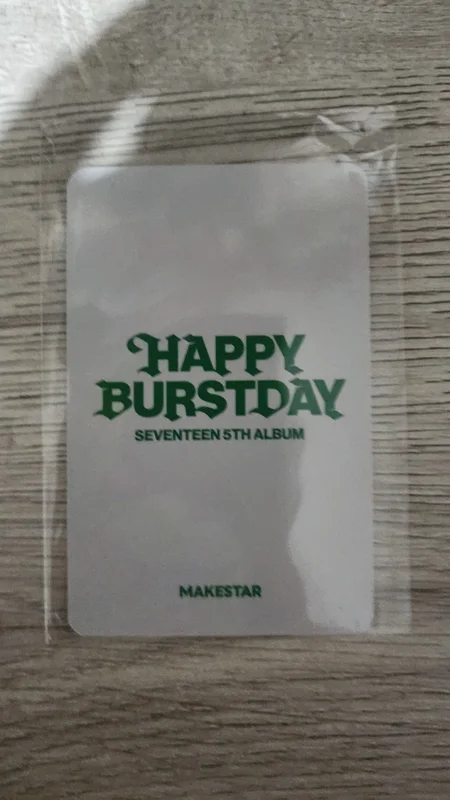 HAPPY
BURSTDAY
SEVENTEEN 5TH ALBUM
MAKESTAR